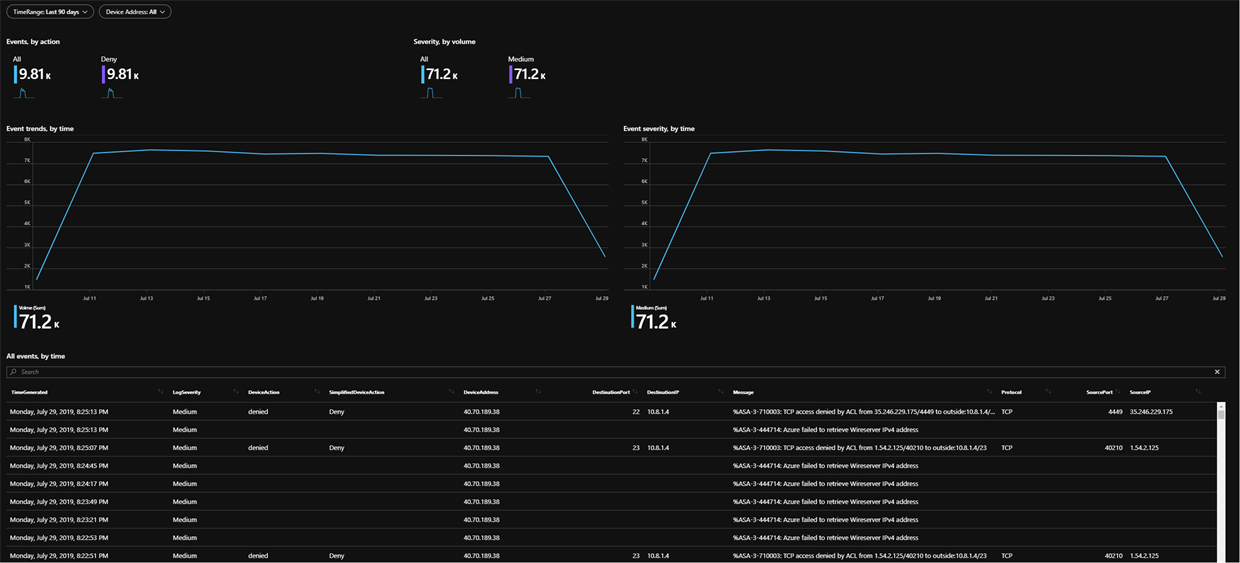 TimeRange: Last 90 days
Device Address: All
Events, by action
Severity, by volume
All
Deny
All
Medium
9.81 K
9.81 K
71.2 K
71.2 K
Event trends, by time
Event severity, by time
8K
7K
6K
5K
4K
3K
2K
1K
Jul 11 Jul 13 Jul 15 Jul 17 Jul 19 Jul 21 Jul 23 Jul 25 Jul 27 Jul 29
8K
7K
6K
5K
4K
3K
2K
1K
Jul 11 Jul 13 Jul 15 Jul 17 Jul 19 Jul 21 Jul 23 Jul 25 Jul 27 Jul 29
Volme (Sum)
71.2 K
Medium (Sum)
71.2 K
All events, by time
Search
TimeGenerated LogSeverity DeviceAction SimplifiedDeviceAction DeviceAddress DestinationPort DestinationIP Message Protocol SourcePort SourceIP
Monday, July 29, 2019, 8:25:13 PM Medium denied Deny 40.70.189.38 22 10.8.1.4 %ASA-3-710003: TCP access denied by ACL from 35.246.229.175/4449 to outside:10.8.1.4/... TCP 4449 35.246.229.175
Monday, July 29, 2019, 8:25:13 PM Medium 40.70.189.38 %ASA-3-444714: Azure failed to retrieve Wireserver IPv4 address
Monday, July 29, 2019, 8:25:07 PM Medium denied Deny 40.70.189.38 23 10.8.1.4 %ASA-3-710003: TCP access denied by ACL from 1.54.2.125/40210 to outside:10.8.1.4/23 TCP 40210 1.54.2.125
Monday, July 29, 2019, 8:24:45 PM Medium 40.70.189.38 %ASA-3-444714: Azure failed to retrieve Wireserver IPv4 address
Monday, July 29, 2019, 8:24:17 PM Medium 40.70.189.38 %ASA-3-444714: Azure failed to retrieve Wireserver IPv4 address
Monday, July 29, 2019, 8:23:49 PM Medium 40.70.189.38 %ASA-3-444714: Azure failed to retrieve Wireserver IPv4 address
Monday, July 29, 2019, 8:23:21 PM Medium 40.70.189.38 %ASA-3-444714: Azure failed to retrieve Wireserver IPv4 address
Monday, July 29, 2019, 8:22:53 PM Medium 40.70.189.38 %ASA-3-444714: Azure failed to retrieve Wireserver IPv4 address
Monday, July 29, 2019, 8:22:51 PM Medium denied Deny 40.70.189.38 23 10.8.1.4 %ASA-3-710003: TCP access denied by ACL from 1.54.2.125/40210 to outside:10.8.1.4/23 TCP 40210 1.54.2.125